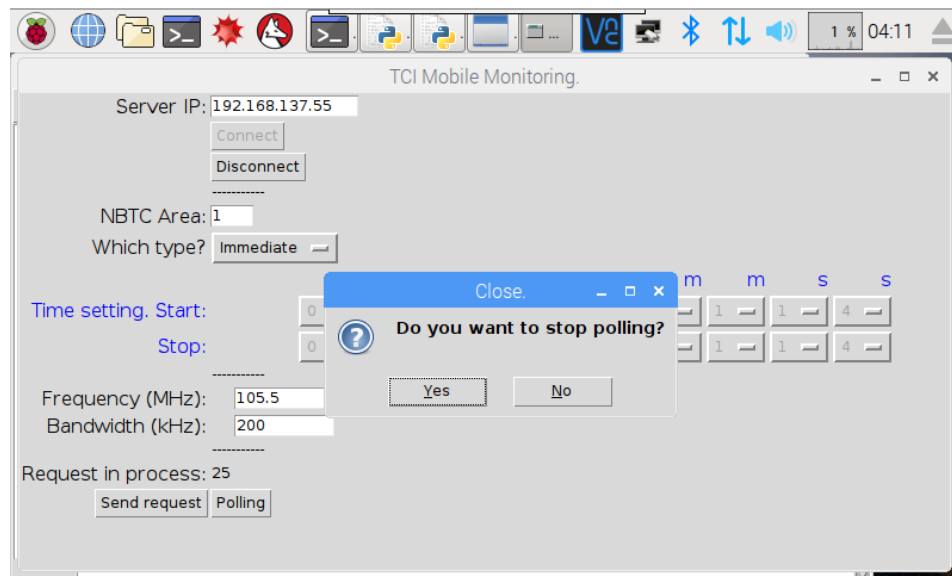 1 % 04:11
TCI Mobile Monitoring.
Server IP: 192.168.137.55
Connect
Disconnect
-----------
NBTC Area: 1
Which type? Immediate
m m s s
Time setting. Start: 0 1 1 4
Stop: 0 1 1 4
Close.
Do you want to stop polling?
Yes No
-----------
Frequency (MHz): 105.5
Bandwidth (kHz): 200
-----------
Request in process: 25
Send request Polling